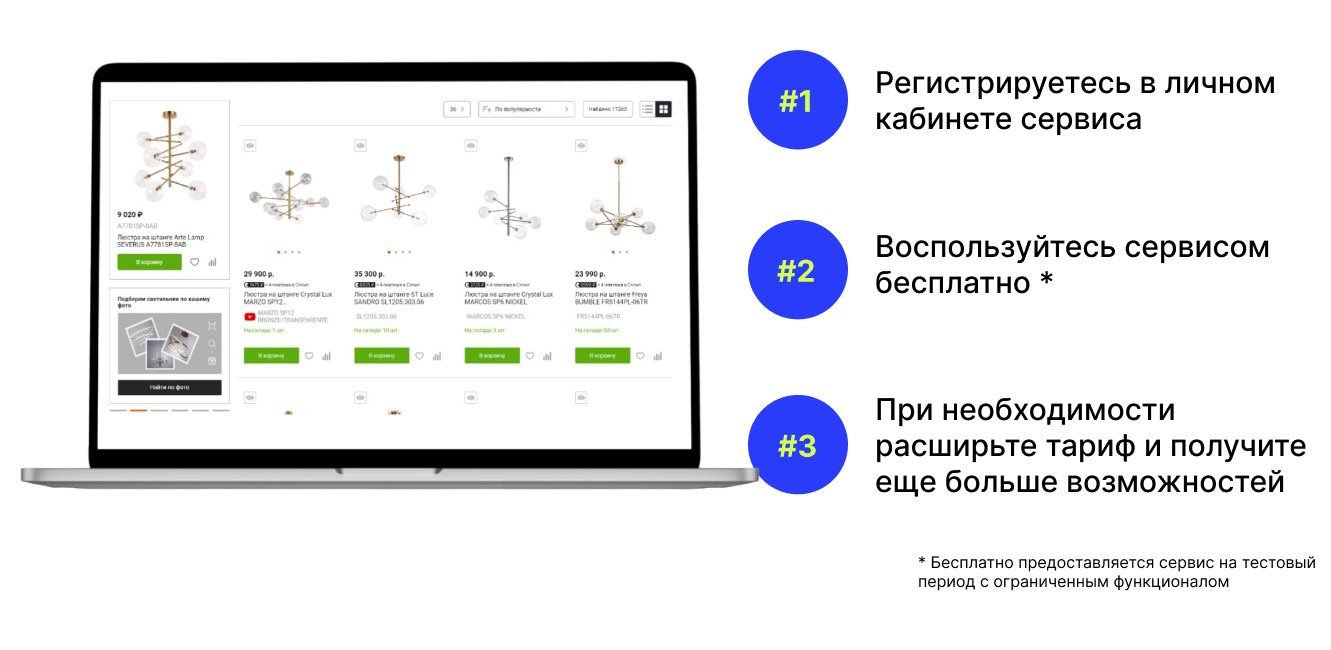 36
По популярности
Найдено 17260
9 020 ₽
A7781SP-8AB
Люстра на штанге Arte Lamp
SEVERUS A7781SP-8AB
В корзину
Подберем светильник по вашему
фото
Найти по фото
29 900 р.
× 4 платежа в Сплит
Люстра на штанге Crystal Lux
MARZO SP12...
MARZO SP12
BRONZE/TRANSPARENTE
На складе 1 шт.
В корзину
35 300 р.
× 4 платежа в Сплит
Люстра на штанге ST Luce
SANDRO SL1205.303.06
SL1205.303.06
На складе 10 шт.
В корзину
14 900 р.
× 4 платежа в Сплит
Люстра на штанге Crystal Lux
MARCOS SP6 NICKEL
MARCOS SP6 NICKEL
На складе 3 шт.
В корзину
23 990 р.
× 4 платежа в Сплит
Люстра на штанге Freya
BUMBLE FR5144PL-06TR
FR5144PL-06TR
На складе 53 шт.
В корзину
#1
Регистрируетесь в личном
кабинете сервиса
#2
Воспользуйтесь сервисом
бесплатно *
#3
При необходимости
расширьте тариф и получите
еще больше возможностей
* Бесплатно предоставляется сервис на тестовый
период с ограниченным функционалом